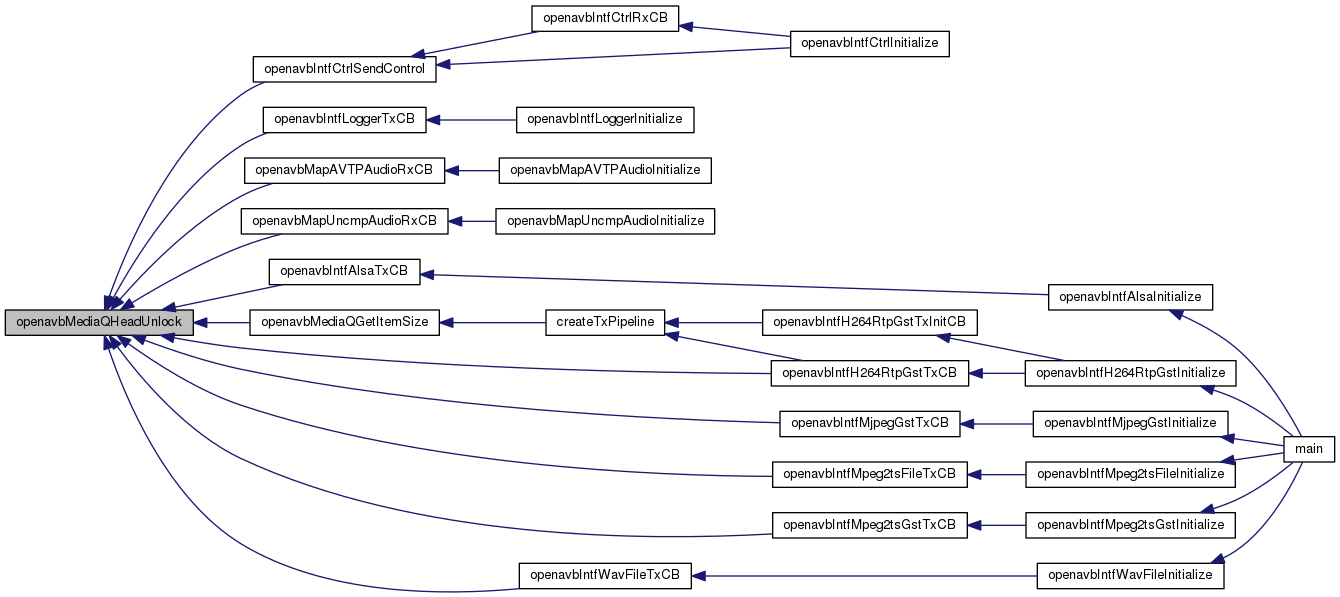 openavbIntfCtrlRxCB
openavbIntfCtrlInitialize
openavbIntfCtrlSendControl
openavbIntfLoggerTxCB
openavbIntfLoggerInitialize
openavbMapAVTPAudioRxCB
openavbMapAVTPAudioInitialize
openavbMapUncmpAudioRxCB
openavbMapUncmpAudioInitialize
openavbIntfAlsaTxCB
openavbIntfAlsaInitialize
openavbMediaQHeadUnlock
openavbMediaQGetItemSize
createTxPipeline
openavbIntfH264RtpGstTxInitCB
openavbIntfH264RtpGstTxCB
openavbIntfH264RtpGstInitialize
openavbIntfMjpegGstTxCB
openavbIntfMjpegGstInitialize
main
openavbIntfMpeg2tsFileTxCB
openavbIntfMpeg2tsFileInitialize
openavbIntfMpeg2tsGstTxCB
openavbIntfMpeg2tsGstInitialize
openavbIntfWavFileTxCB
openavbIntfWavFileInitialize